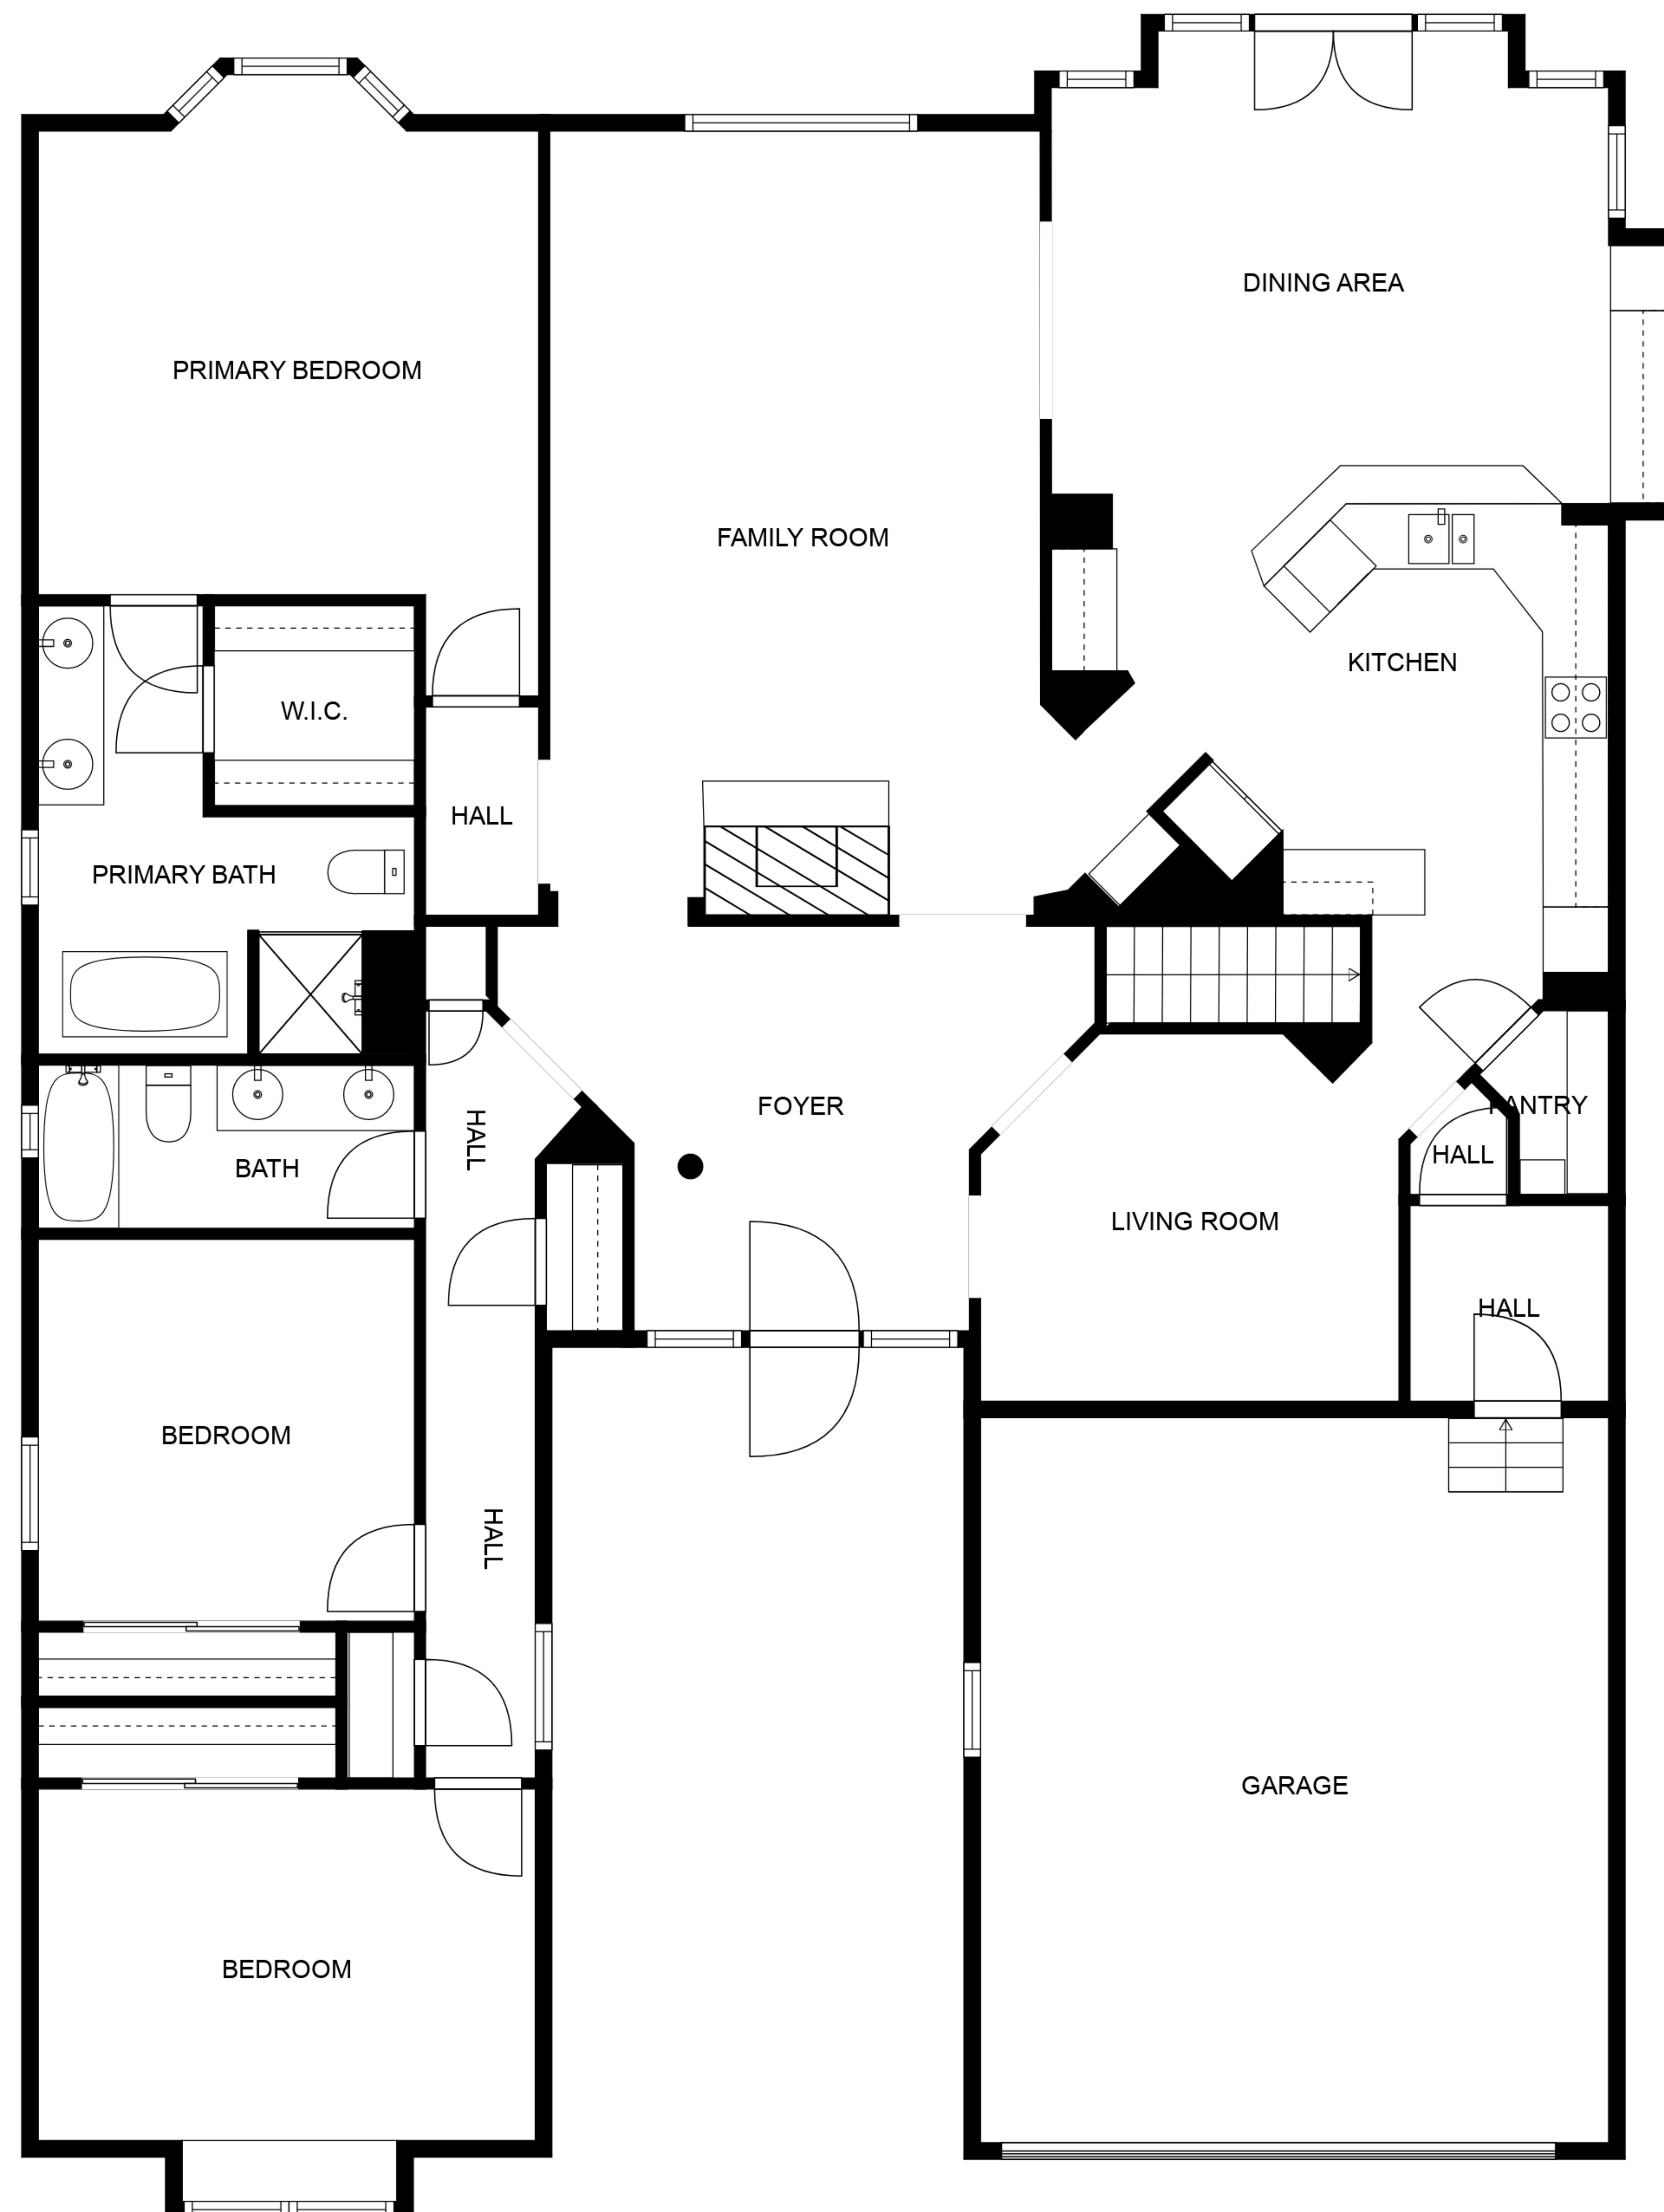 DINING AREA
PRIMARY BEDROOM
FAMILY ROOM
KITCHEN
W.I.C.
HALL
PRIMARY BATH
FOYER
PANTRY
HALL
HALL
BATH
LIVING ROOM
HALL
BEDROOM
HALL
GARAGE
BEDROOM